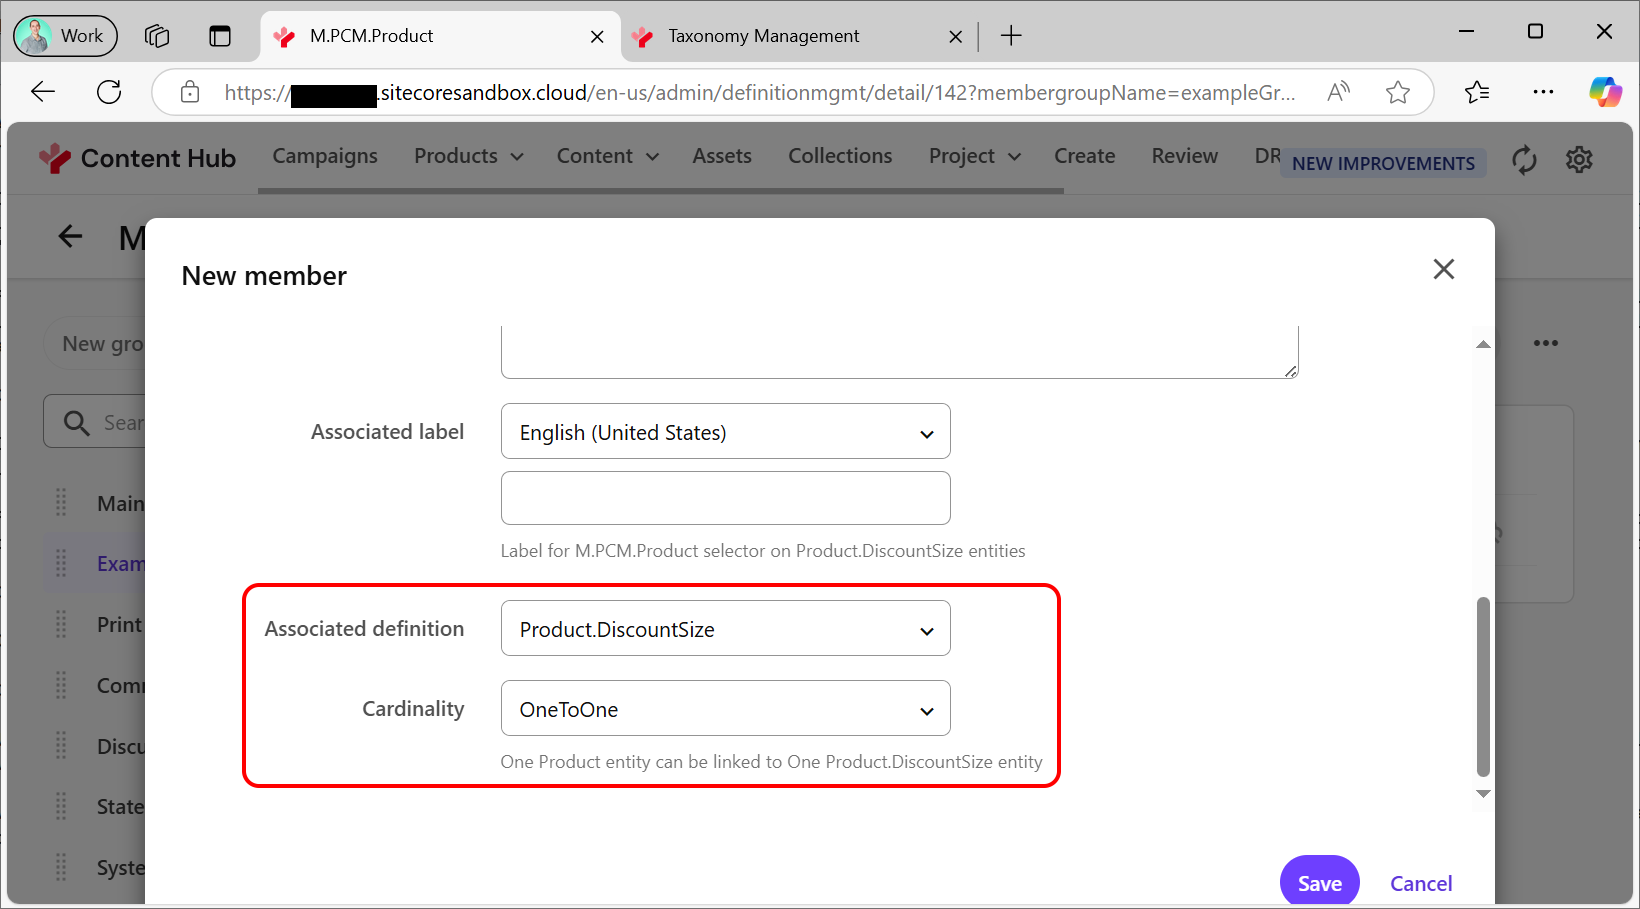 Work
M.PCM.Product
Taxonomy Management
https://
.sitecoresandbox.cloud/en-us/admin/definitionmgmt/detail/142?membergroupName=exampleGr...
Content Hub
Campaigns
Products
Content
Assets
Collections
Project
Create
Review
DR
NEW IMPROVEMENTS
M
New member
New gro
Sear
Associated label
English (United States)
Main
Label for M.PCM.Product selector on Product.DiscountSize entities
Exam
Print
Associated definition
Product.DiscountSize
Com
Cardinality
OneToOne
Discu
One Product entity can be linked to One Product.DiscountSize entity
State
Syste
Save
Cancel